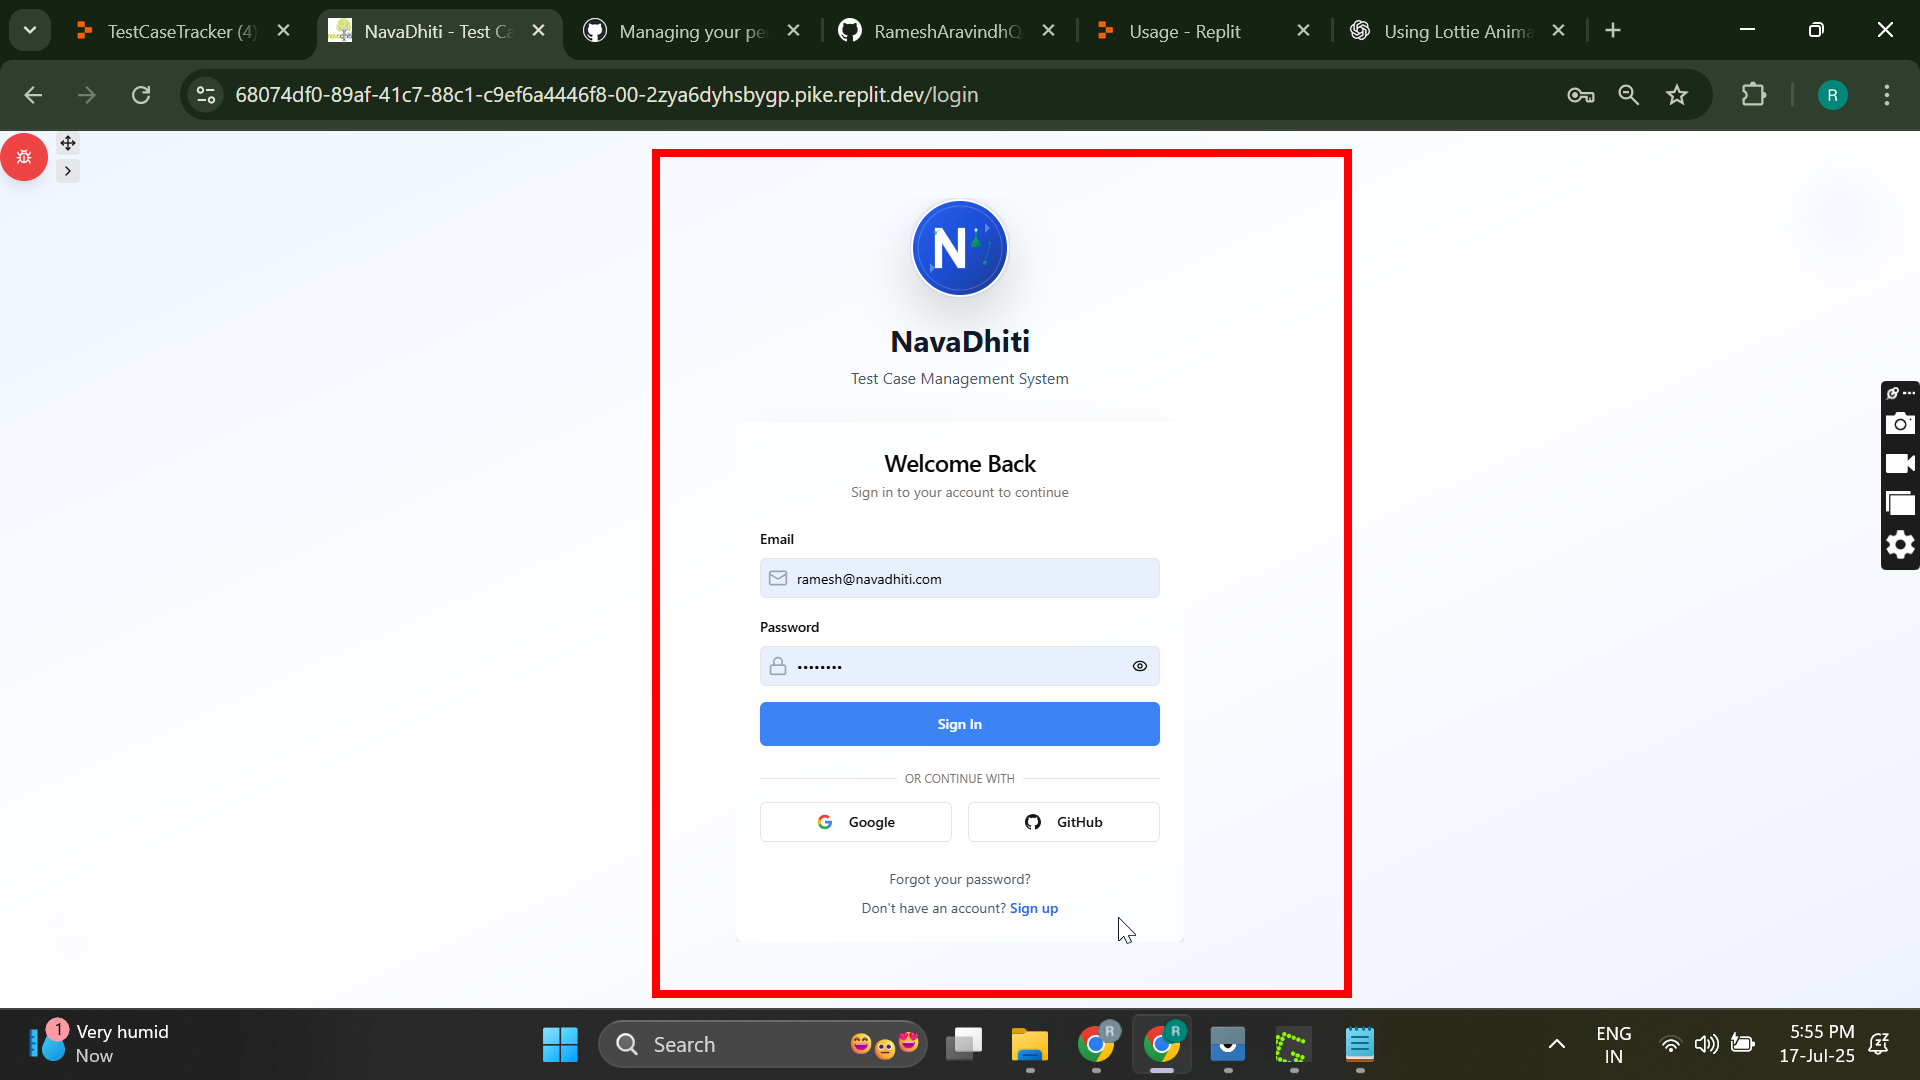 TestCaseTracker (4)
NavaDhiti - Test Ca
Managing your pe
RameshAravindhQ
Usage - Replit
Using Lottie Anima
68074df0-89af-41c7-88c1-c9ef6a4446f8-00-2zya6dyhsbygp.pike.replit.dev/login
R
N
NavaDhiti
Test Case Management System
Welcome Back
Sign in to your account to continue
Email
ramesh@navadhiti.com
Password
••••••••
Sign In
OR CONTINUE WITH
Google
GitHub
Forgot your password?
Don't have an account? Sign up
1
Very humid
Now
Search
R
R
ENG
IN
5:55 PM
17-Jul-25